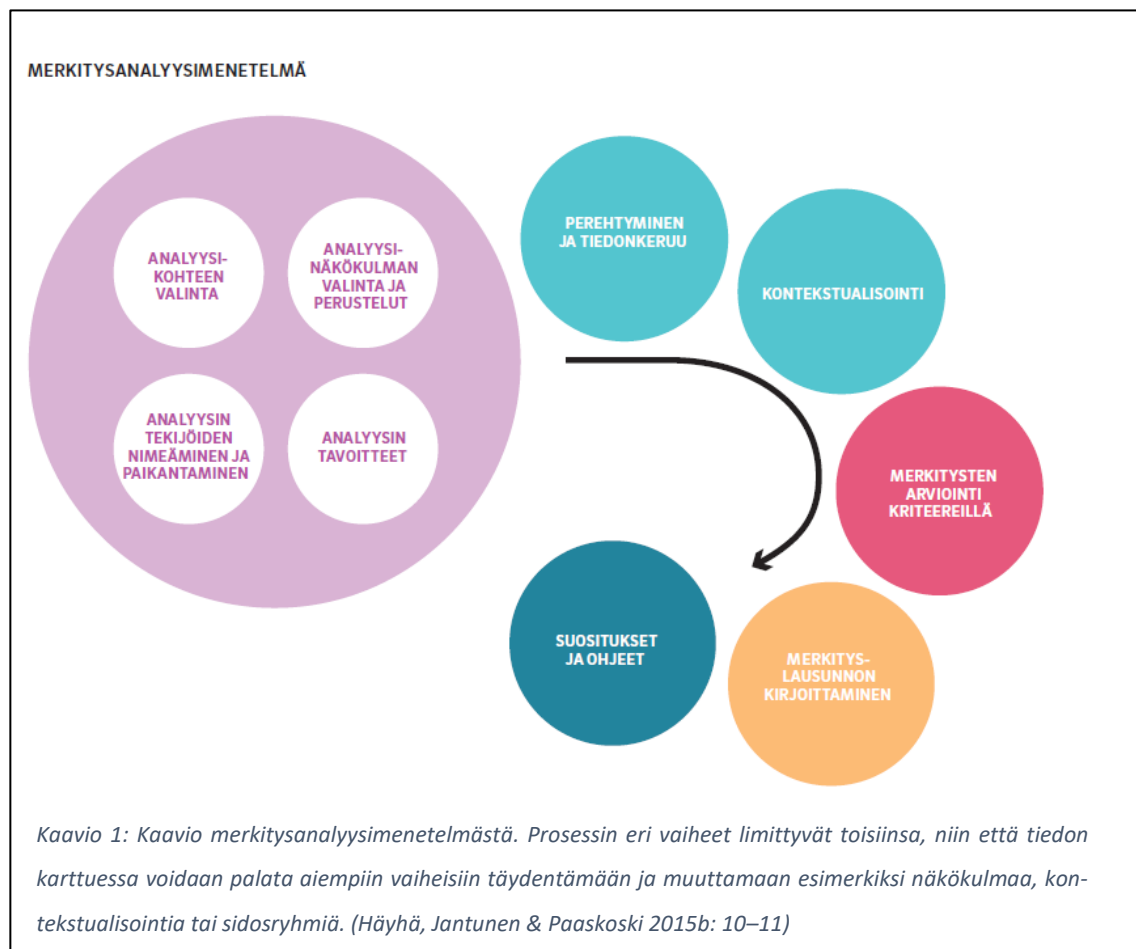 MERKITYSANALYYSIMENETELMÄ
ANALYYSI-
KOHTEEN
VALINTA
ANALYYSI-
NÄKÖKULMAN
VALINTA JA
PERUSTELUT
ANALYYSIN
TEKIJÖIDEN
NIMEÄMINEN JA
PAIKANTAMINEN
ANALYYSIN
TAVOITTEET
PEREHTYMINEN
JA TIEDONKERUU
KONTEKSTUALISOINTI
MERKITYSTEN
ARVIOINTI
KRITEEREILLÄ
MERKITYS-
LAUSUNNON
KIRJOITTAMINEN
SUOSITUKSET
JA OHJEET
Kaavio 1: Kaavio merkitysanalyysimenetelmästä. Prosessin eri vaiheet limittyvät toisiinsa, niin että tiedon
karttuessa voidaan palata aiempiin vaiheisiin täydentämään ja muuttamaan esimerkiksi näkökulmaa, kon-
tekstualisointia tai sidosryhmiä. (Häyhä, Jantunen & Paaskoski 2015b: 10–11)